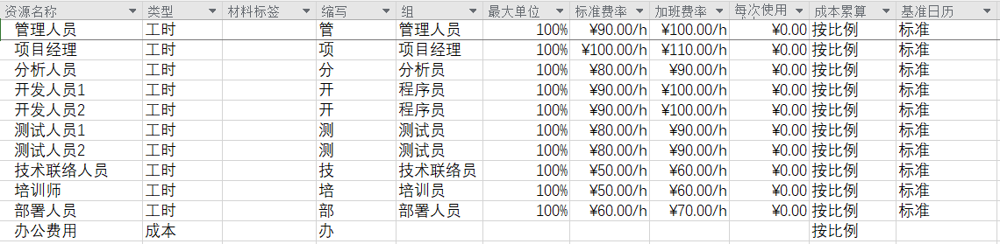 资源名称 类型 材料标签 缩写 组 最大单位 标准费率 加班费率 每次使用 成本累算 基准日历
管理人员 工时 管 管理人员 100% ¥90.00/h ¥100.00/h ¥0.00 按比例 标准
项目经理 工时 项 项目经理 100% ¥100.00/h ¥110.00/h ¥0.00 按比例 标准
分析人员 工时 分 分析员 100% ¥80.00/h ¥90.00/h ¥0.00 按比例 标准
开发人员1 工时 开 程序员 100% ¥90.00/h ¥100.00/h ¥0.00 按比例 标准
开发人员2 工时 开 程序员 100% ¥90.00/h ¥100.00/h ¥0.00 按比例 标准
测试人员1 工时 测 测试员 100% ¥80.00/h ¥90.00/h ¥0.00 按比例 标准
测试人员2 工时 测 测试员 100% ¥80.00/h ¥90.00/h ¥0.00 按比例 标准
技术联络人员 工时 技 技术联络员 100% ¥50.00/h ¥60.00/h ¥0.00 按比例 标准
培训师 工时 培 培训员 100% ¥50.00/h ¥60.00/h ¥0.00 按比例 标准
部署人员 工时 部 部署人员 100% ¥60.00/h ¥70.00/h ¥0.00 按比例 标准
办公费用 成本 办 按比例